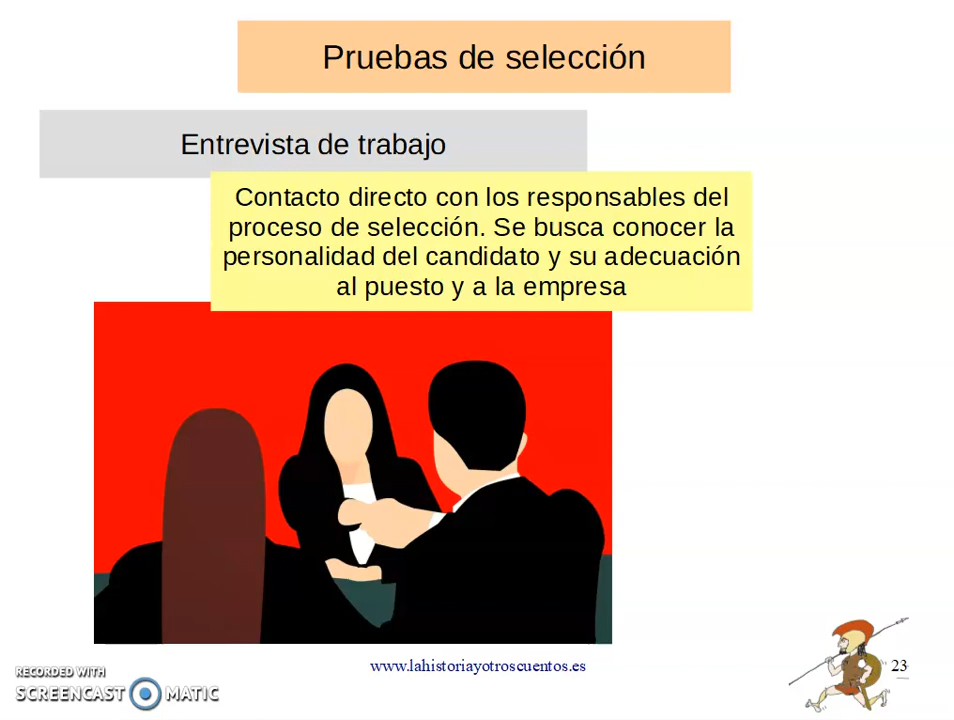 Pruebas de selección
Entrevista de trabajo
Contacto directo con los responsables del
proceso de selección. Se busca conocer la
personalidad del candidato y su adecuación
al puesto y a la empresa
www.lahistoriayotroscuentos.es
23
RECORDED WITH
SCREENCAST MATIC